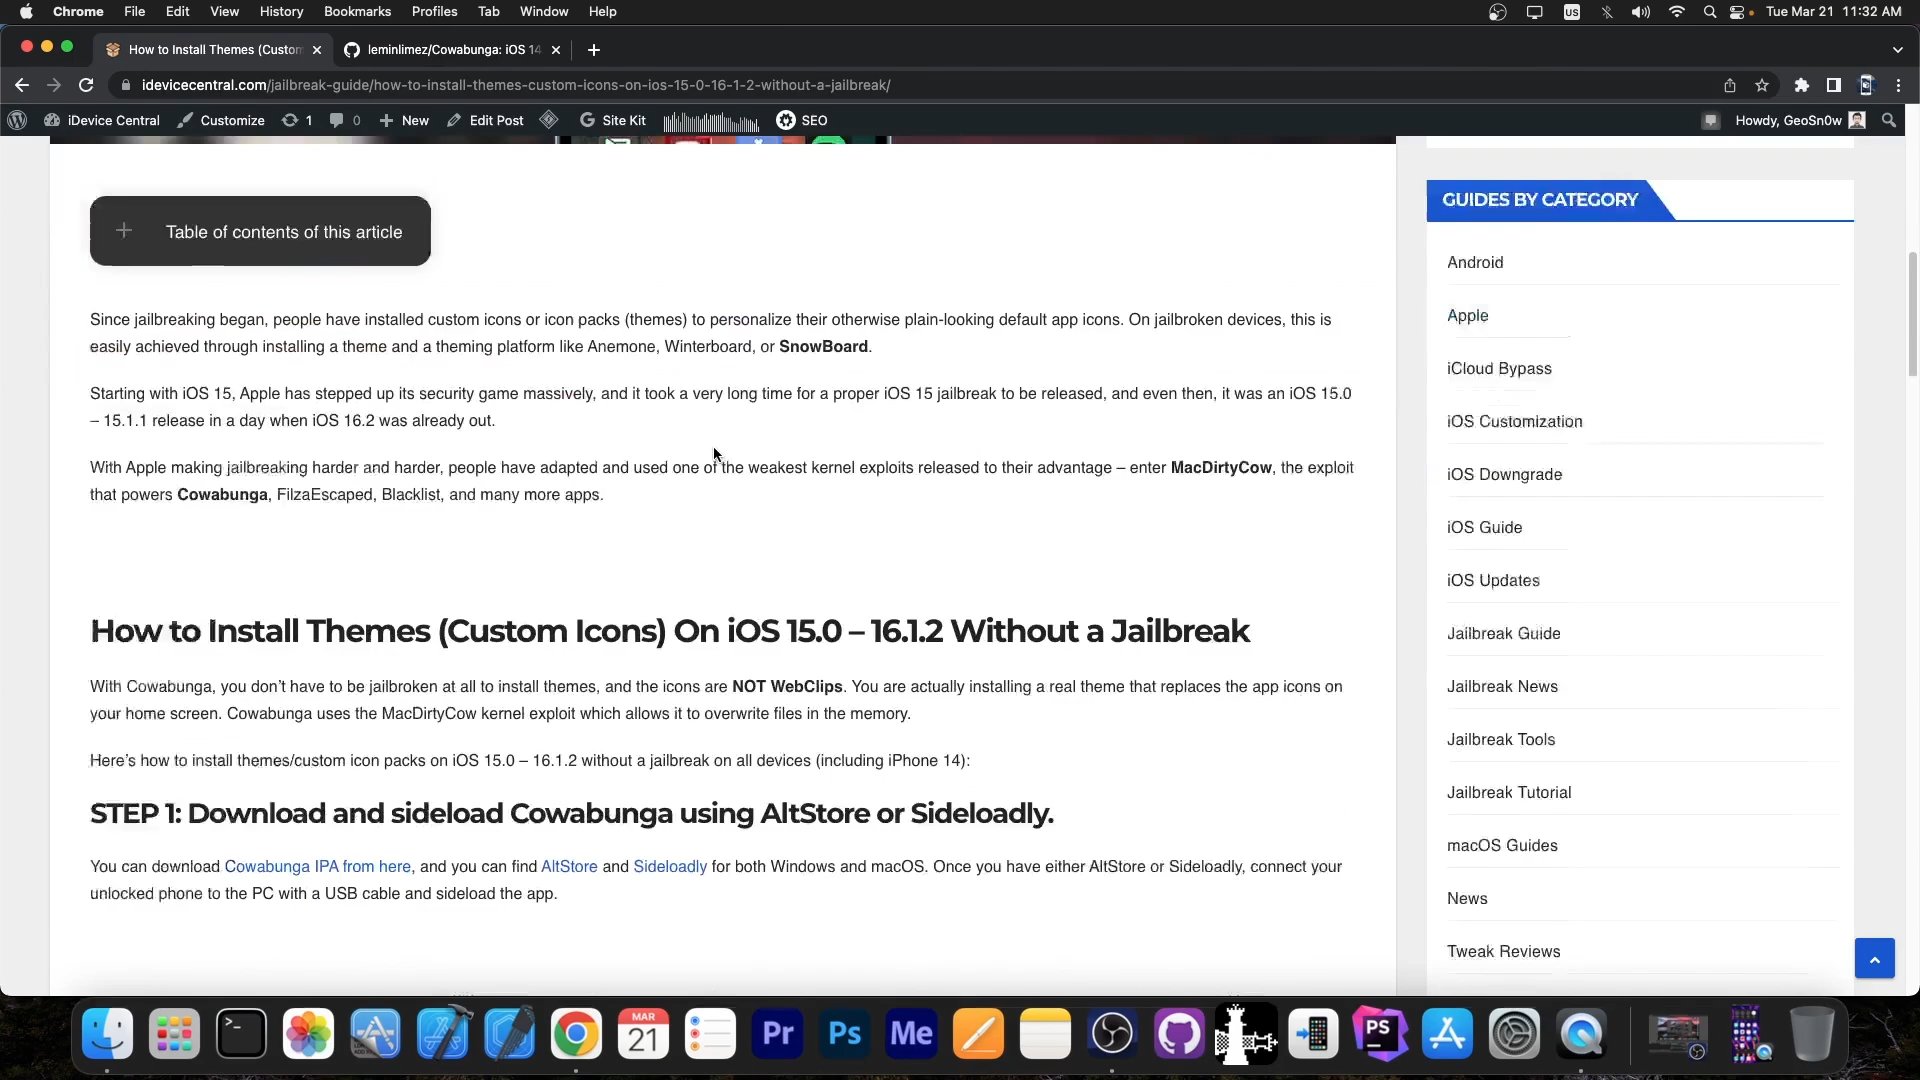 Chrome File Edit View History Bookmarks Profiles Tab Window Help US Tue Mar 21 11:32 AM
How to Install Themes (Custom leminlimez/Cowabunga: iOS 14
idevicecentral.com/jailbreak-guide/how-to-install-themes-custom-icons-on-ios-15-0-16-1-2-without-a-jailbreak/
iDevice Central Customize 1 0 New Edit Post Site Kit SEO Howdy, GeoSn0w
Table of contents of this article
Since jailbreaking began, people have installed custom icons or icon packs (themes) to personalize their otherwise plain-looking default app icons. On jailbroken devices, this is
easily achieved through installing a theme and a theming platform like Anemone, Winterboard, or SnowBoard.
Starting with iOS 15, Apple has stepped up its security game massively, and it took a very long time for a proper iOS 15 jailbreak to be released, and even then, it was an iOS 15.0
– 15.1.1 release in a day when iOS 16.2 was already out.
With Apple making jailbreaking harder and harder, people have adapted and used one of the weakest kernel exploits released to their advantage – enter MacDirtyCow, the exploit
that powers Cowabunga, FilzaEscaped, Blacklist, and many more apps.
How to Install Themes (Custom Icons) On iOS 15.0 – 16.1.2 Without a Jailbreak
With Cowabunga, you don't have to be jailbroken at all to install themes, and the icons are NOT WebClips. You are actually installing a real theme that replaces the app icons on
your home screen. Cowabunga uses the MacDirtyCow kernel exploit which allows it to overwrite files in the memory.
Here's how to install themes/custom icon packs on iOS 15.0 – 16.1.2 without a jailbreak on all devices (including iPhone 14):
STEP 1: Download and sideload Cowabunga using AltStore or Sideloadly.
You can download Cowabunga IPA from here, and you can find AltStore and Sideloadly for both Windows and macOS. Once you have either AltStore or Sideloadly, connect your
unlocked phone to the PC with a USB cable and sideload the app.
GUIDES BY CATEGORY
Android
Apple
iCloud Bypass
iOS Customization
iOS Downgrade
iOS Guide
iOS Updates
Jailbreak Guide
Jailbreak News
Jailbreak Tools
Jailbreak Tutorial
macOS Guides
News
Tweak Reviews
MAR
21
Pr
Ps
Me
PS